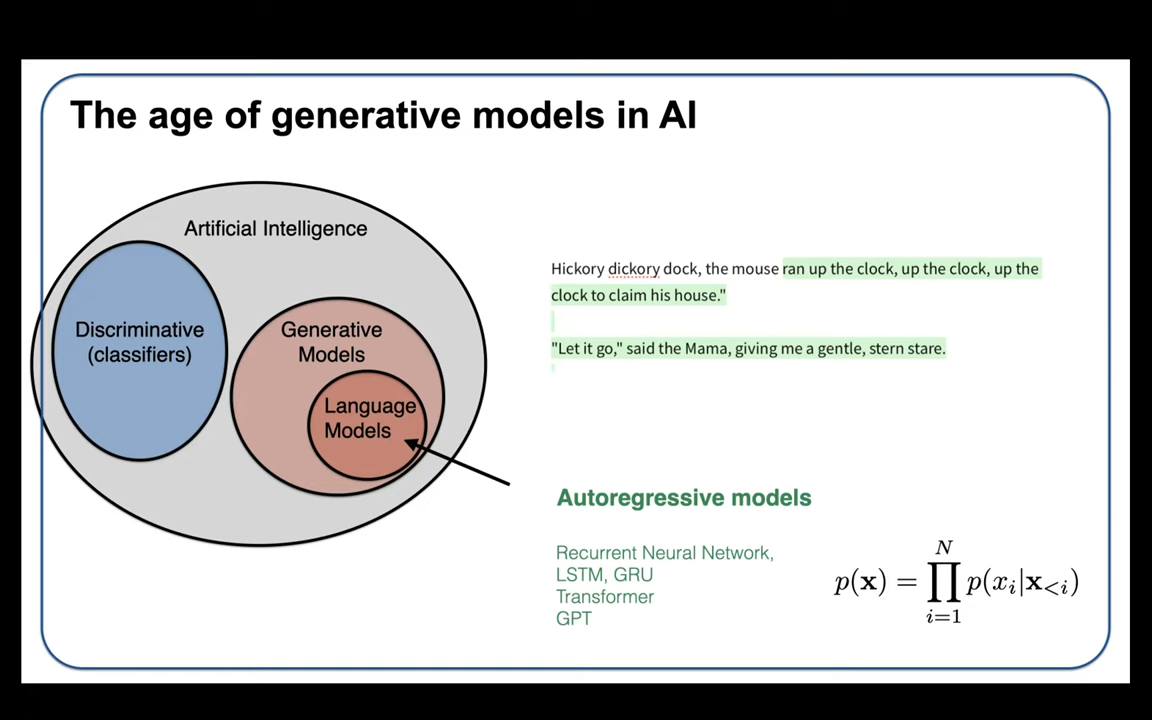 The age of generative models in AI
Artificial Intelligence
Discriminative
(classifiers)
Generative
Models
Language
Models
Hickory dickory dock, the mouse ran up the clock, up the clock, up the
clock to claim his house."
"Let it go," said the Mama, giving me a gentle, stern stare.
Autoregressive models
Recurrent Neural Network,
LSTM, GRU
Transformer
GPT
p(𝐱) = ∏_{i=1}^{N} p(x_i|𝐱_{<i})